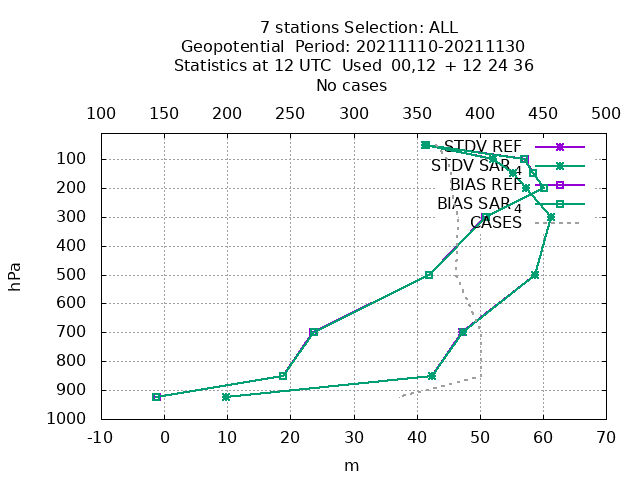 7 stations Selection: ALL
Geopotential  Period: 20211110-20211130
Statistics at 12 UTC  Used  00,12  + 12 24 36
No cases
100 150 200 250 300 350 400 450 500
STDV REF
STDV SAR4
BIAS REF
BIAS SAR4
CASES
100
200
300
400
500
600
700
800
900
1000
hPa
-10 0 10 20 30 40 50 60 70
m